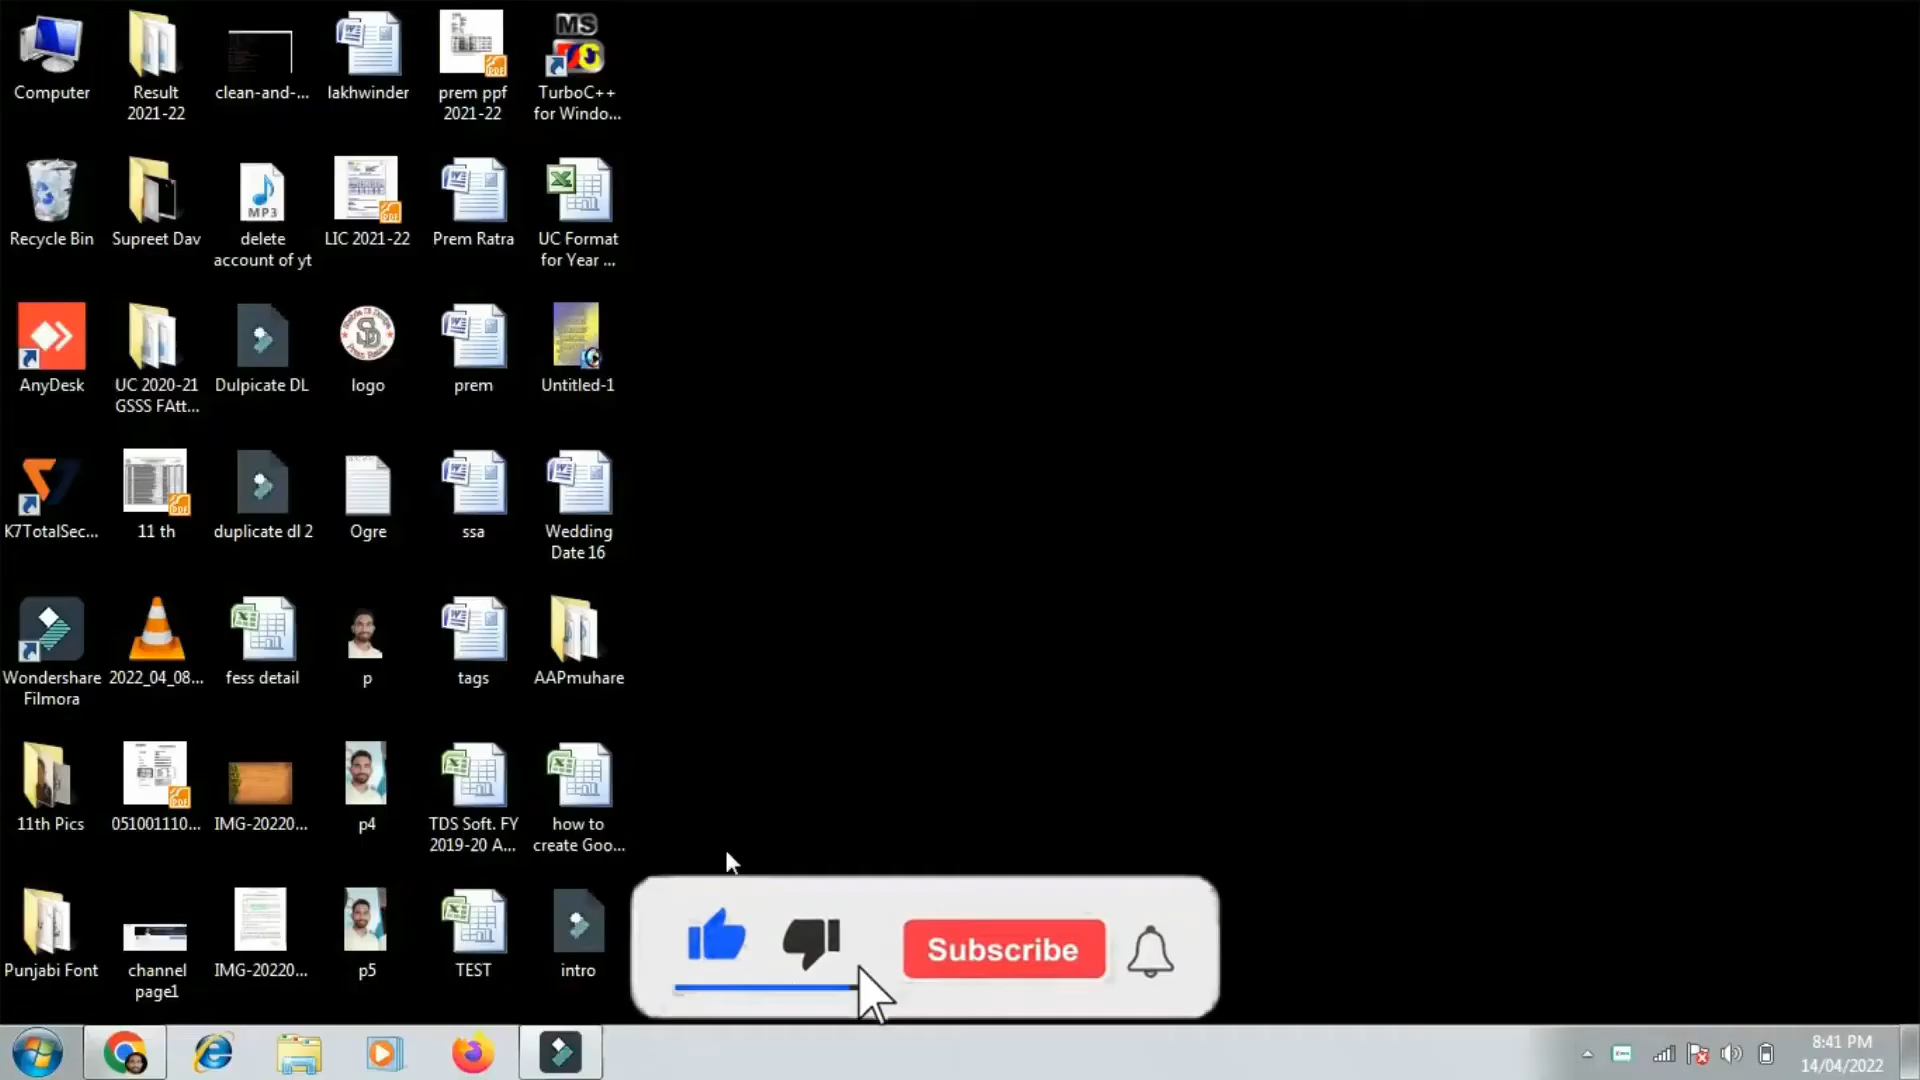 Computer
Result
2021-22
clean-and-...
lakhwinder
prem ppf
2021-22
MS
TurboC++
for Windo...
Recycle Bin
Supreet Dav
MP3
delete
account of yt
LIC 2021-22
Prem Ratra
UC Format
for Year ...
AnyDesk
UC 2020-21
GSSS FAtt...
Dulpicate DL
logo
prem
Untitled-1
K7TotalSec...
11 th
duplicate dl 2
Ogre
ssa
Wedding
Date 16
Wondershare
Filmora
2022_04_08...
fess detail
p
tags
AAPmuhare
11th Pics
051001110...
IMG-20220...
p4
TDS Soft. FY
2019-20 A...
how to
create Goo...
Punjabi Font
channel
page1
IMG-20220...
p5
TEST
intro
Subscribe
8:41 PM
14/04/2022